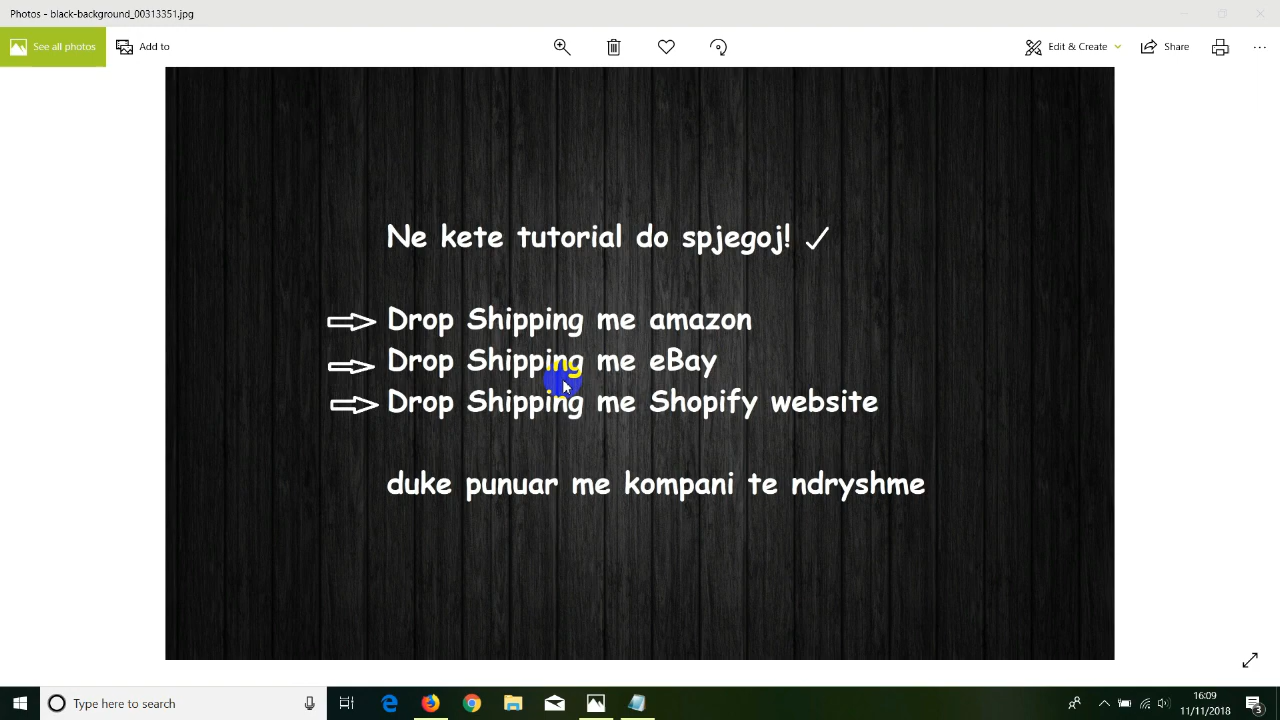 Photos - black-background_00313351.jpg
See all photos
Add to
Edit & Create
Share
Ne kete tutorial do spjegoj! ✓
Drop Shipping me amazon
Drop Shipping me eBay
Drop Shipping me Shopify website
duke punuar me kompani te ndryshme
Type here to search
16:09
11/11/2018
3